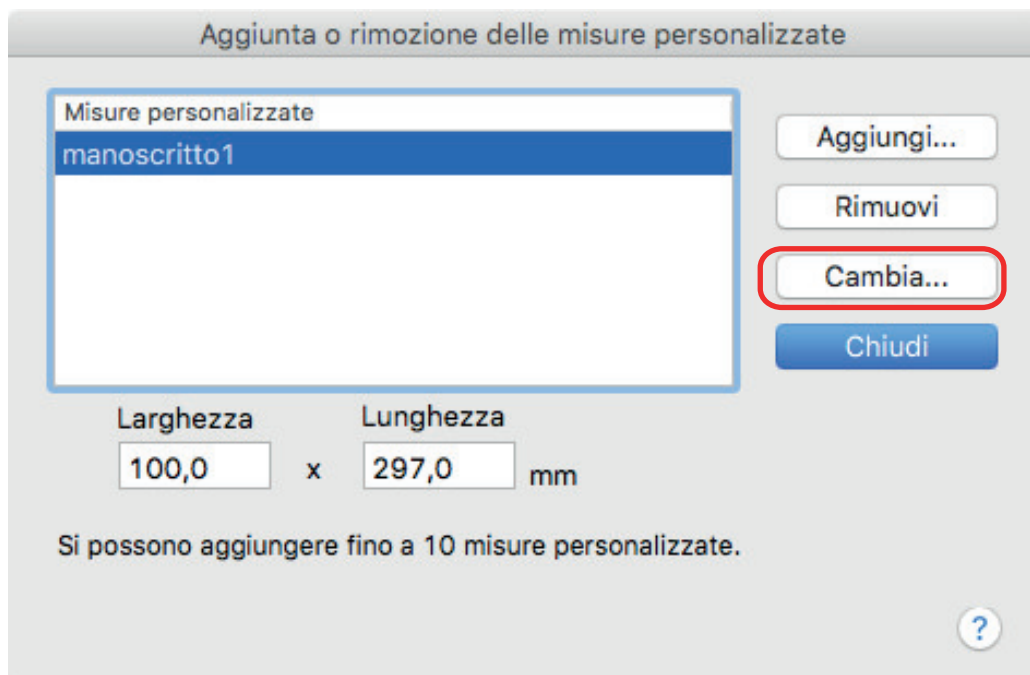 Aggiunta o rimozione delle misure personalizzate
Misure personalizzate
manoscritto1
Aggiungi...
Rimuovi
Cambia...
Chiudi
Larghezza Lunghezza
100,0 x 297,0 mm
Si possono aggiungere fino a 10 misure personalizzate.
?